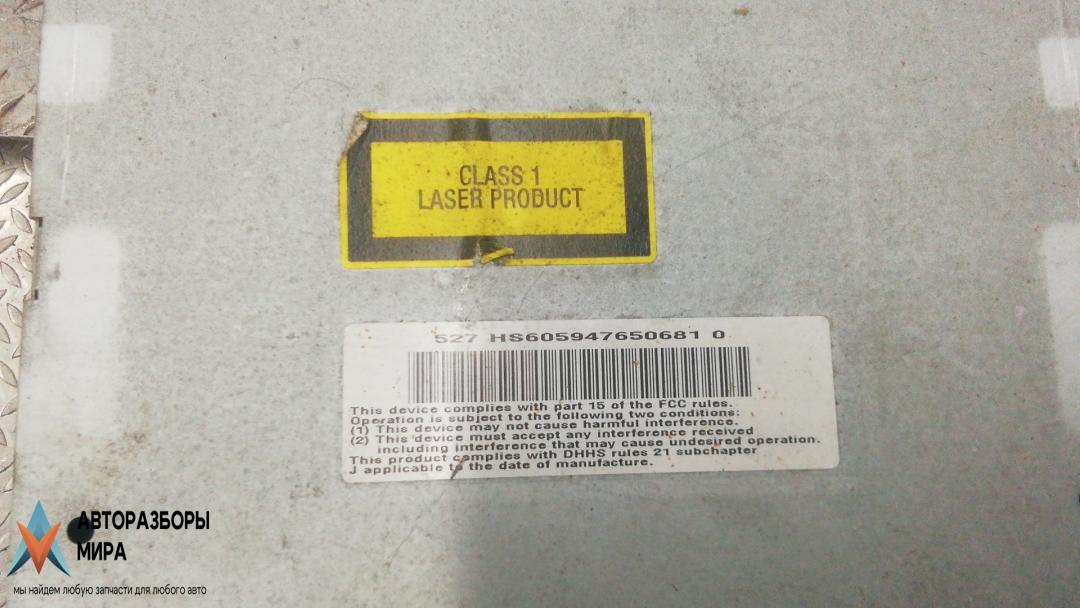 CLASS 1
LASER PRODUCT
527 HS605947650681 0
This device complies with part 15 of the FCC rules.
Operation is subject to the following two conditions:
(1) This device may not cause harmful interference.
(2) This device must accept any interference received
including interference that may cause undesired operation.
This product complies with DHHS rules 21 subchapter
J applicable to the date of manufacture.
АВТОРАЗБОРЫ
МИРА
мы найдем любую запчасти для любого авто